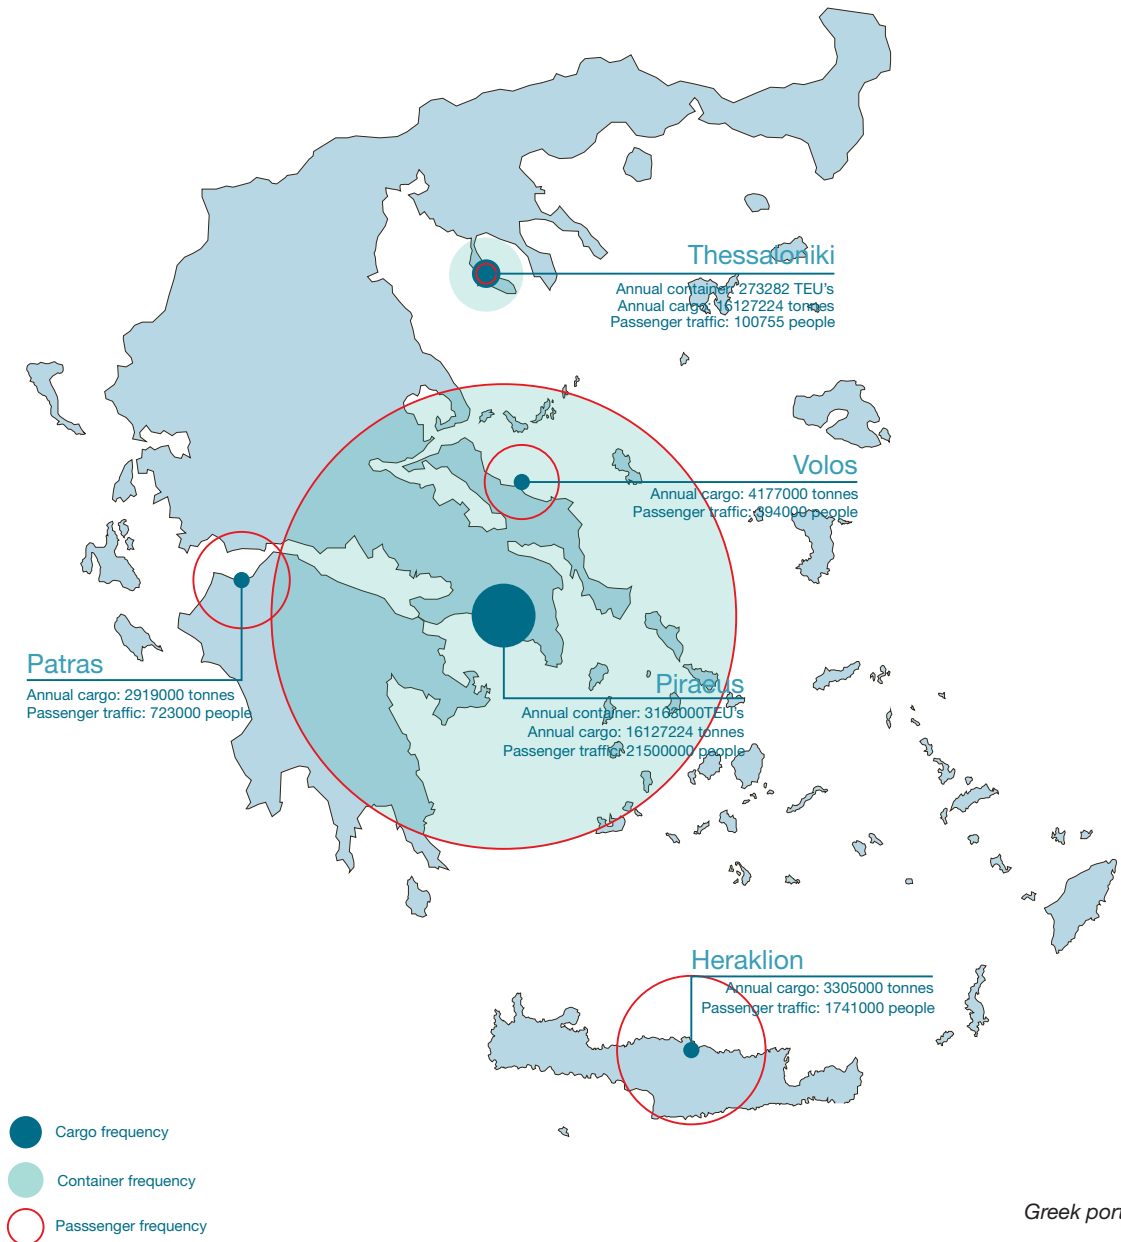 Thessaloniki
Annual container: 273282 TEU's
Annual cargo: 16127224 tonnes
Passenger traffic: 100755 people
Volos
Annual cargo: 4177000 tonnes
Passenger traffic: 394000 people
Patras
Annual cargo: 2919000 tonnes
Passenger traffic: 723000 people
Piraeus
Annual container: 3163000TEU's
Annual cargo: 16127224 tonnes
Passenger traffic: 21500000 people
Heraklion
Annual cargo: 3305000 tonnes
Passenger traffic: 1741000 people
Cargo frequency
Container frequency
Passsenger frequency
Greek por